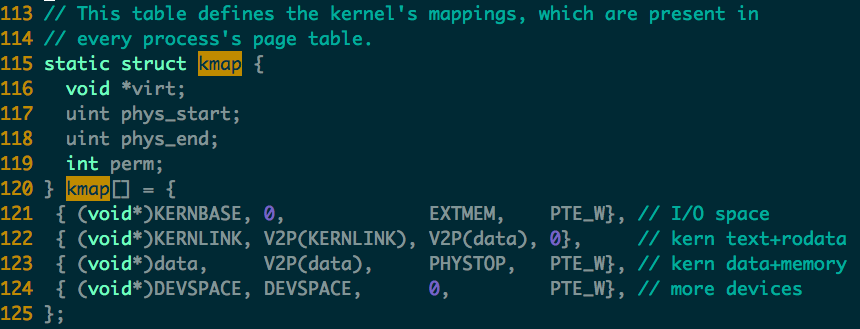 113 // This table defines the kernel's mappings, which are present in
114 // every process's page table.
115 static struct kmap {
116   void *virt;
117   uint phys_start;
118   uint phys_end;
119   int perm;
120 } kmap[] = {
121  { (void*)KERNBASE, 0,             EXTMEM,    PTE_W}, // I/O space
122  { (void*)KERNLINK, V2P(KERNLINK), V2P(data), 0},     // kern text+rodata
123  { (void*)data,     V2P(data),     PHYSTOP,   PTE_W}, // kern data+memory
124  { (void*)DEVSPACE, DEVSPACE,      0,         PTE_W}, // more devices
125 };